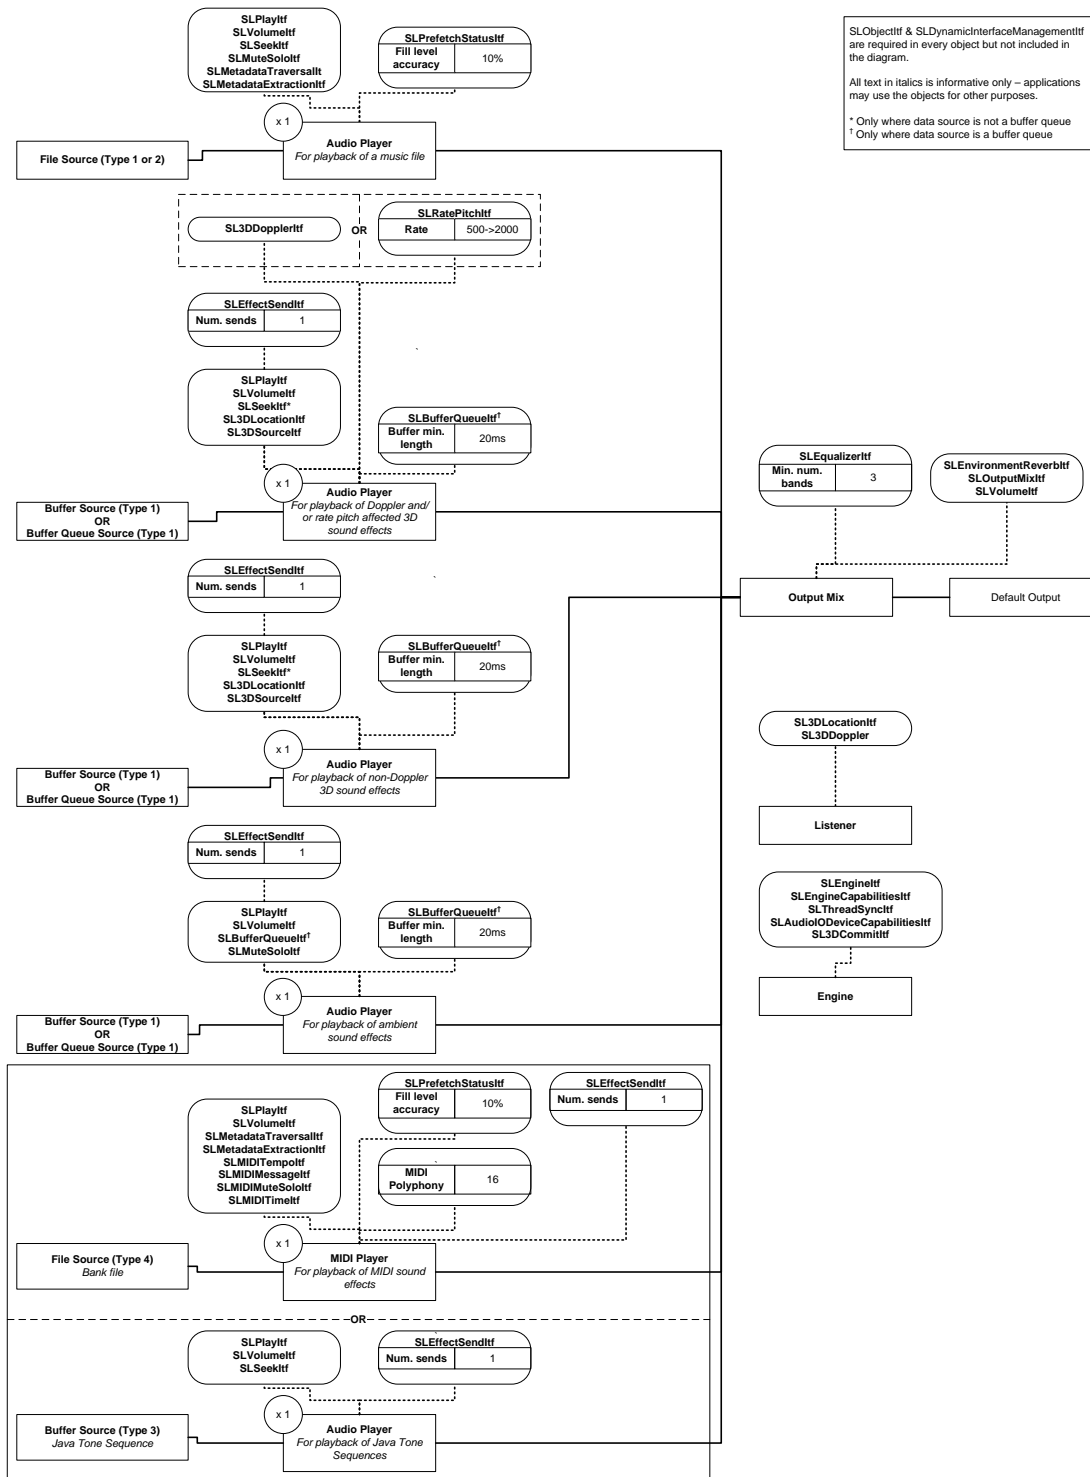 SLPlayItf
SLVolumeItf
SLSeekItf
SLMuteSoloItf
SLMetadataTraversalIt
SLMetadataExtractionItf
SLPrefetchStatusItf
Fill level
accuracy
10%
SLObjectItf & SLDynamicInterfaceManagementItf
are required in every object but not included in
the diagram.
All text in italics is informative only – applications
may use the objects for other purposes.
* Only where data source is not a buffer queue
† Only where data source is a buffer queue
x 1
Audio Player
For playback of a music file
File Source (Type 1 or 2)
SL3DDopplerItf
OR
SLRatePitchItf
Rate
500->2000
SLEffectSendItf
Num. sends
1
SLPlayItf
SLVolumeItf
SLSeekItf*
SL3DLocationItf
SL3DSourceItf
SLBufferQueueItf†
Buffer min.
length
20ms
x 1
Audio Player
For playback of Doppler and/
or rate pitch affected 3D
sound effects
Buffer Source (Type 1)
OR
Buffer Queue Source (Type 1)
SLEqualizerItf
Min. num.
bands
3
SLEnvironmentReverbItf
SLOutputMixItf
SLVolumeItf
Output Mix
Default Output
SLEffectSendItf
Num. sends
1
SLPlayItf
SLVolumeItf
SLSeekItf*
SL3DLocationItf
SL3DSourceItf
SLBufferQueueItf†
Buffer min.
length
20ms
x 1
Audio Player
For playback of non-Doppler
3D sound effects
Buffer Source (Type 1)
OR
Buffer Queue Source (Type 1)
SL3DLocationItf
SL3DDoppler
Listener
SLEffectSendItf
Num. sends
1
SLPlayItf
SLVolumeItf
SLBufferQueueItf†
SLMuteSoloItf
SLBufferQueueItf†
Buffer min.
length
20ms
x 1
Audio Player
For playback of ambient
sound effects
Buffer Source (Type 1)
OR
Buffer Queue Source (Type 1)
SLEngineItf
SLEngineCapabilitiesItf
SLThreadSyncItf
SLAudioIODeviceCapabilitiesItf
SL3DCommitItf
Engine
SLPlayItf
SLVolumeItf
SLMetadataTraversalItf
SLMetadataExtractionItf
SLMIDITempoItf
SLMIDIMessageItf
SLMIDIMuteSoloItf
SLMIDITimeItf
SLPrefetchStatusItf
Fill level
accuracy
10%
SLEffectSendItf
Num. sends
1
MIDI
Polyphony
16
x 1
MIDI Player
For playback of MIDI sound
effects
File Source (Type 4)
Bank file
OR
SLPlayItf
SLVolumeItf
SLSeekItf
SLEffectSendItf
Num. sends
1
x 1
Audio Player
For playback of Java Tone
Sequences
Buffer Source (Type 3)
Java Tone Sequence